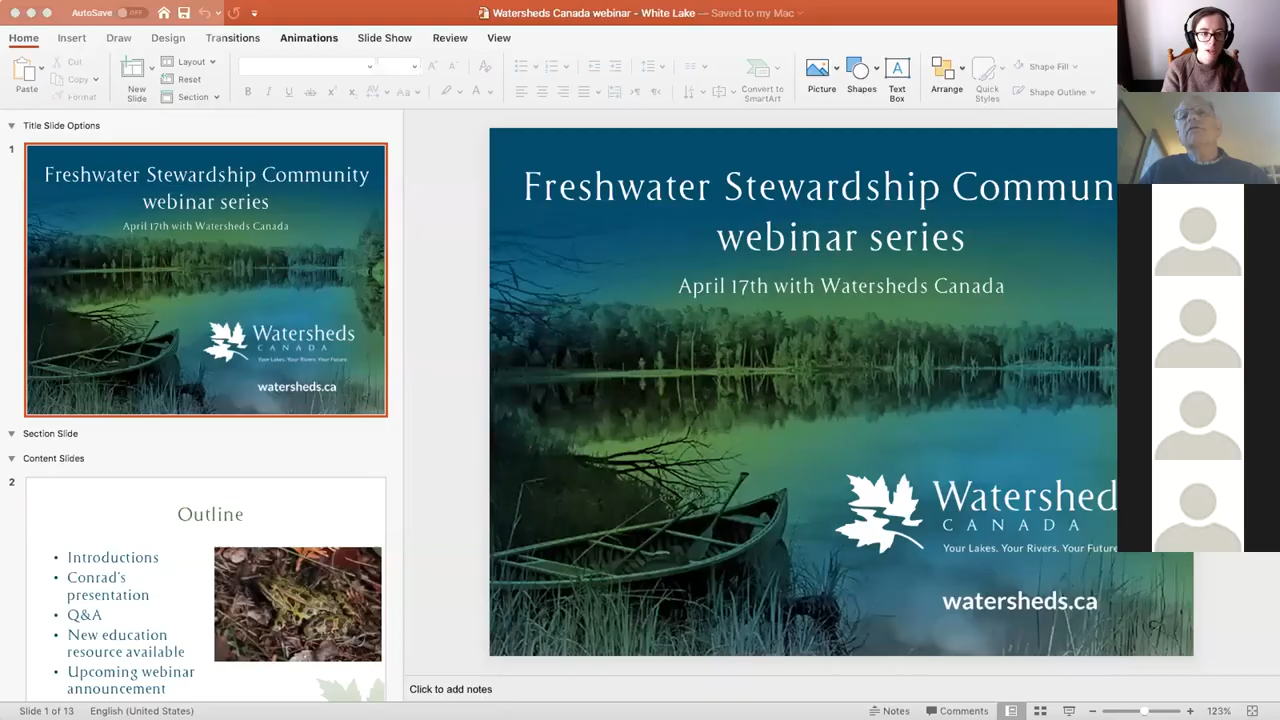 AutoSave OFF
Watersheds Canada webinar - White Lake — Saved to my Mac
Home Insert Draw Design Transitions Animations Slide Show Review View
Paste
Cut
Copy
Format
New Slide
Layout
Reset
Section
Convert to SmartArt
Picture
Shapes
Text Box
Arrange
Quick Styles
Shape Fill
Shape Outline
Title Slide Options
1
Freshwater Stewardship Community
webinar series
April 17th with Watersheds Canada
Watersheds
CANADA
Your Lakes. Your Rivers. Your Future
watersheds.ca
Section Slide
Content Slides
2
Outline
• Introductions
• Conrad's
presentation
• Q&A
• New education
resource available
• Upcoming webinar
announcement
Freshwater Stewardship Commun
webinar series
April 17th with Watersheds Canada
Watershed
CANADA
Your Lakes. Your Rivers. Your Future
watersheds.ca
Click to add notes
Slide 1 of 13 English (United States)
Notes Comments 123%